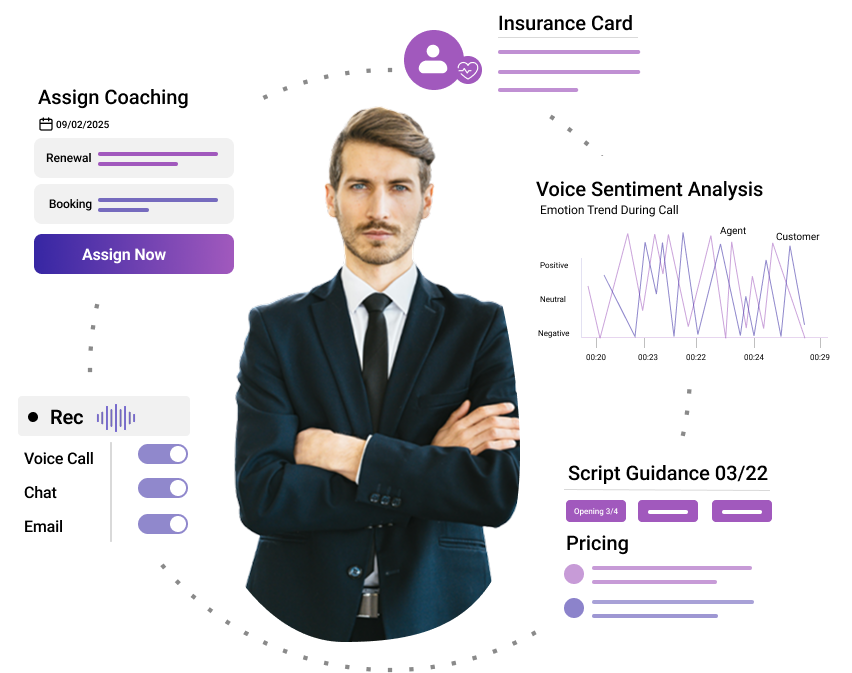 Insurance Card
Assign Coaching
09/02/2025
Renewal
Booking
Assign Now
Voice Sentiment Analysis
Emotion Trend During Call
Agent
Customer
Positive
Neutral
Negative
00:20 00:23 00:22 00:24 00:29
Rec
Voice Call
Chat
Email
Script Guidance 03/22
Opening 3/4
Pricing